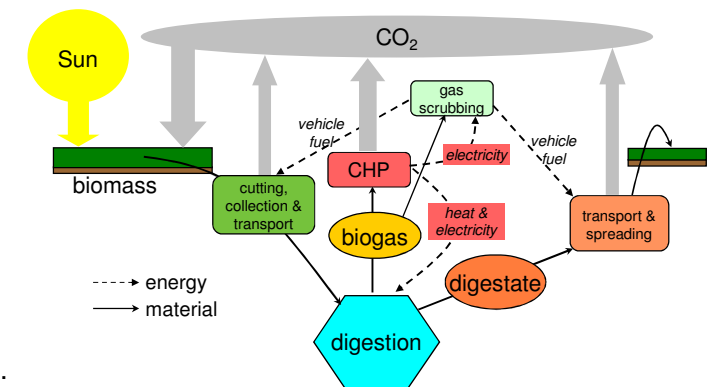 CO₂
Sun
gas
scrubbing
vehicle
fuel
vehicle
fuel
electricity
CHP
biomass
cutting,
collection &
transport
heat &
electricity
transport &
spreading
biogas
energy
material
digestate
digestion
.